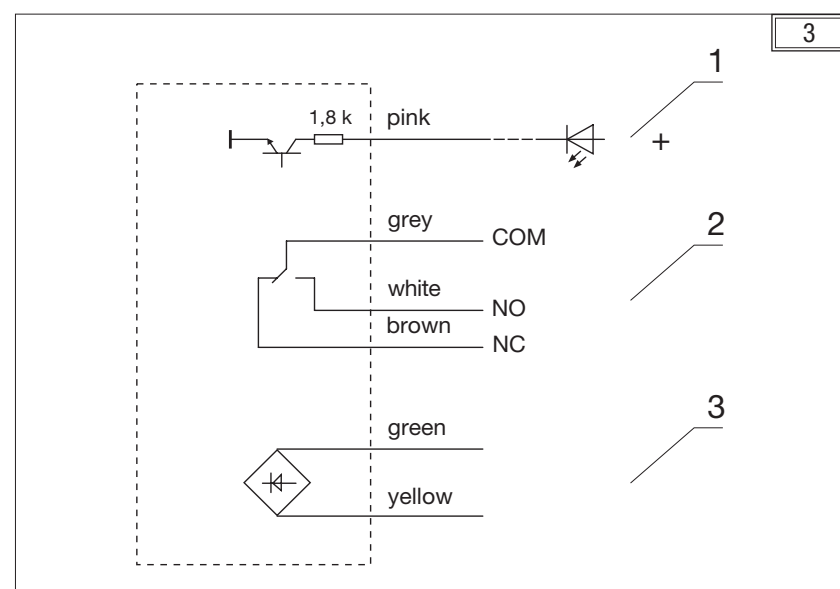 3
1
1,8 k
pink
+
grey
COM
2
white
NO
brown
NC
3
green
yellow